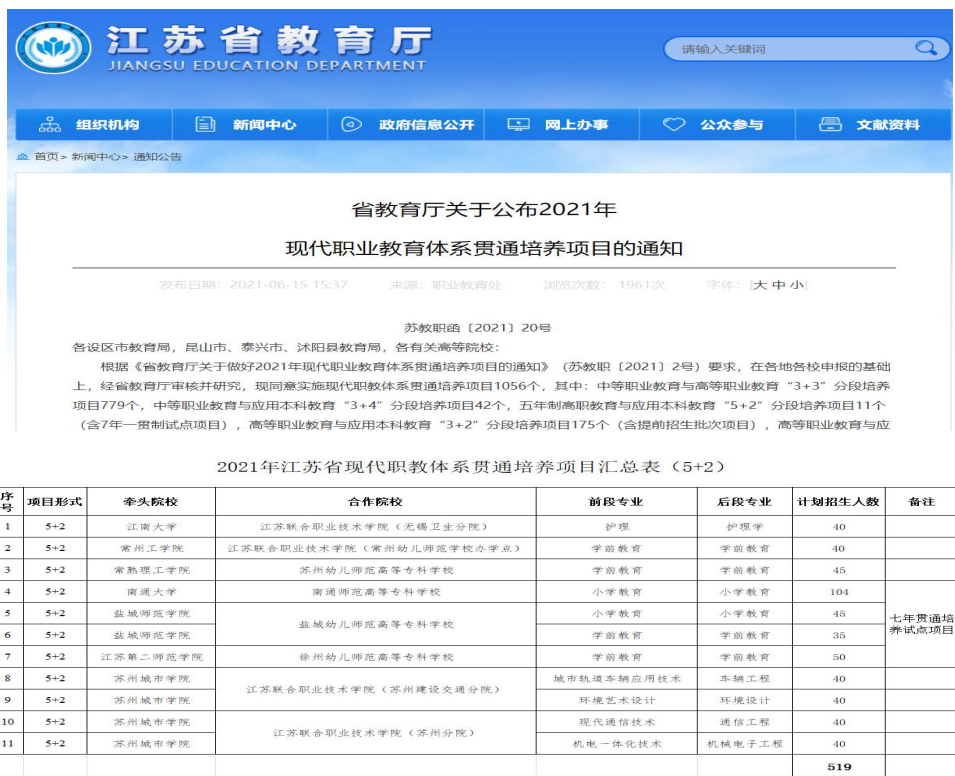 江苏省教育厅
JIANGSU EDUCATION DEPARTMENT
请输入关键词
组织机构 新闻中心 政府信息公开 网上办事 公众参与 文献资料
首页> 新闻中心> 通知公告
省教育厅关于公布2021年
现代职业教育体系贯通培养项目的通知
发布日期：2021-06-15 15:37 来源：职业教育处 浏览次数：1961次 字体：[大 中 小]
苏教职函〔2021〕20号
各设区市教育局，昆山市、泰兴市、沭阳县教育局，各有关高等院校：
根据《省教育厅关于做好2021年现代职业教育体系贯通培养项目的通知》（苏教职〔2021〕2号）要求，在各地各校申报的基础
上，经省教育厅审核并研究，现同意实施现代职教体系贯通培养项目1056个，其中：中等职业教育与高等职业教育“3+3”分段培养
项目779个，中等职业教育与应用本科教育“3+4”分段培养项目42个，五年制高职教育与应用本科教育“5+2”分段培养项目11个
（含7年一贯制试点项目），高等职业教育与应用本科教育“3+2”分段培养项目175个（含提前招生批次项目），高等职业教育与应
2021年江苏省现代职教体系贯通培养项目汇总表（5+2）
序号 项目形式 牵头院校 合作院校 前段专业 后段专业 计划招生人数 备注
1 5+2 江南大学 江苏联合职业技术学院（无锡卫生分院） 护理 护理学 40
2 5+2 常州工学院 江苏联合职业技术学院（常州幼儿师范学校办学点） 学前教育 学前教育 40
3 5+2 常熟理工学院 苏州幼儿师范高等专科学校 学前教育 学前教育 45
4 5+2 南通大学 南通师范高等专科学校 小学教育 小学教育 104 七年贯通培养试点项目
5 5+2 盐城师范学院 盐城幼儿师范高等专科学校 小学教育 小学教育 45
6 5+2 盐城师范学院 学前教育 学前教育 35
7 5+2 江苏第二师范学院 徐州幼儿师范高等专科学校 学前教育 学前教育 50
8 5+2 苏州城市学院 江苏联合职业技术学院（苏州建设交通分院） 城市轨道车辆应用技术 车辆工程 40
9 5+2 苏州城市学院 环境艺术设计 环境设计 40
10 5+2 苏州城市学院 江苏联合职业技术学院（苏州分院） 现代通信技术 通信工程 40
11 5+2 苏州城市学院 机电一体化技术 机械电子工程 40
519